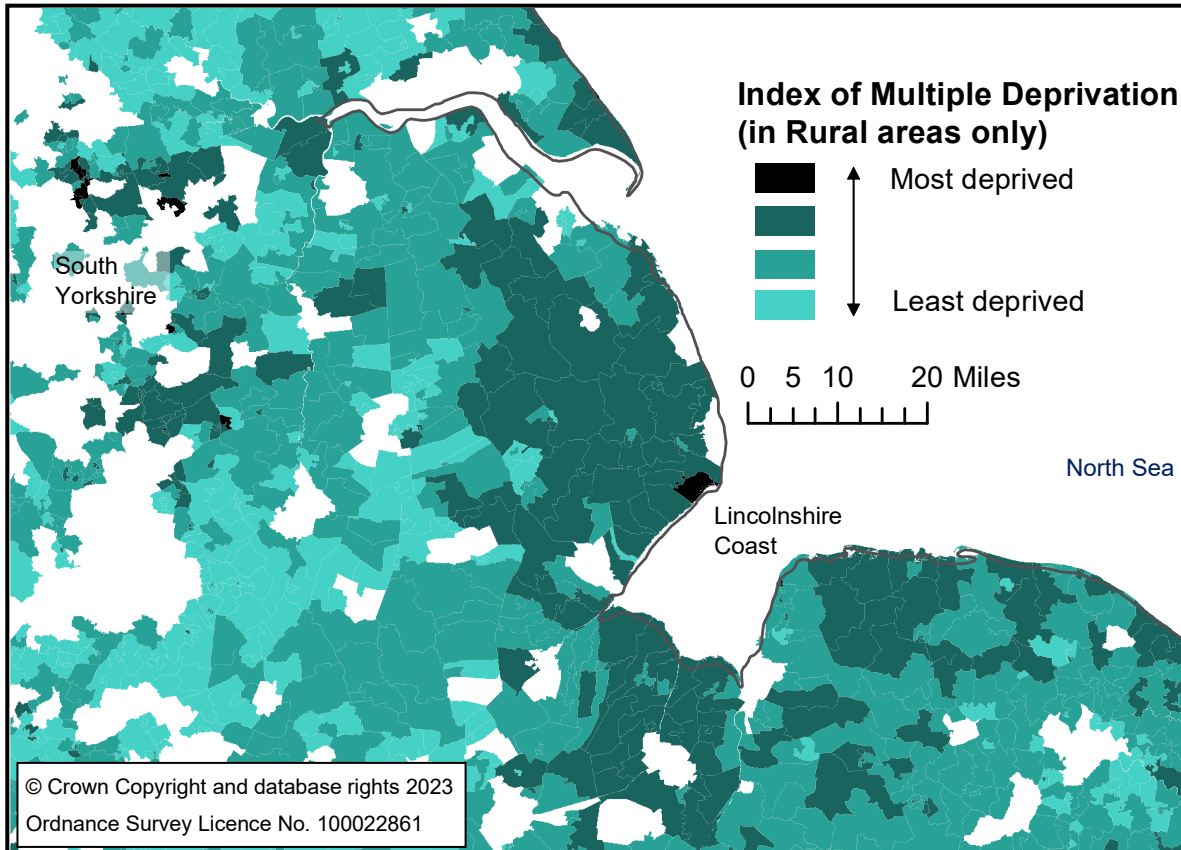 Index of Multiple Deprivation
(in Rural areas only)
Most deprived
Least deprived
0 5 10 20 Miles
South
Yorkshire
North Sea
Lincolnshire
Coast
© Crown Copyright and database rights 2023
Ordnance Survey Licence No. 100022861